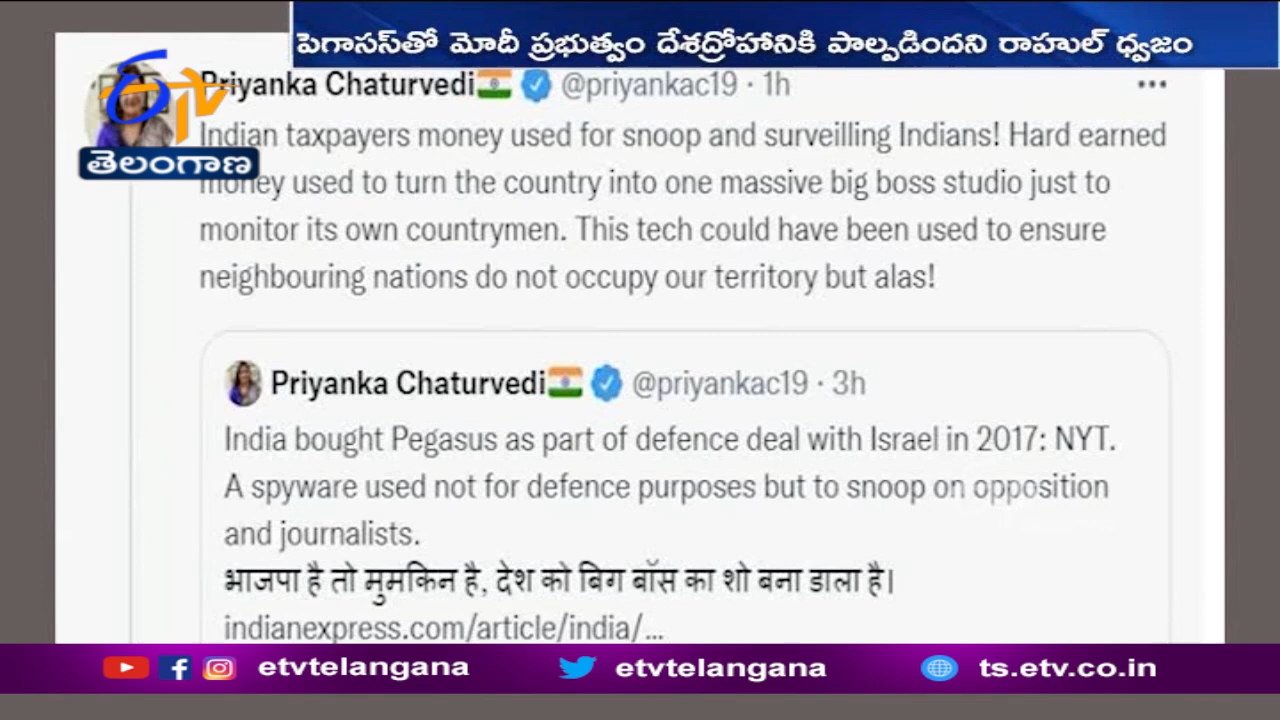 పెగాసస్‌తో మోదీ ప్రభుత్వం దేశద్రోహానికి పాల్పడిందని రాహుల్ ధ్వజం
ETV
తెలంగాణ
Priyanka Chaturvedi🇮🇳 @priyankac19 · 1h
Indian taxpayers money used for snoop and surveilling Indians! Hard earned
money used to turn the country into one massive big boss studio just to
monitor its own countrymen. This tech could have been used to ensure
neighbouring nations do not occupy our territory but alas!
Priyanka Chaturvedi🇮🇳 @priyankac19 · 3h
India bought Pegasus as part of defence deal with Israel in 2017: NYT.
A spyware used not for defence purposes but to snoop on opposition
and journalists.
भाजपा है तो मुमकिन है, देश को बिग बॉस का शो बना डाला है।
indianexpress.com/article/india/...
etvtelangana etvtelangana ts.etv.co.in